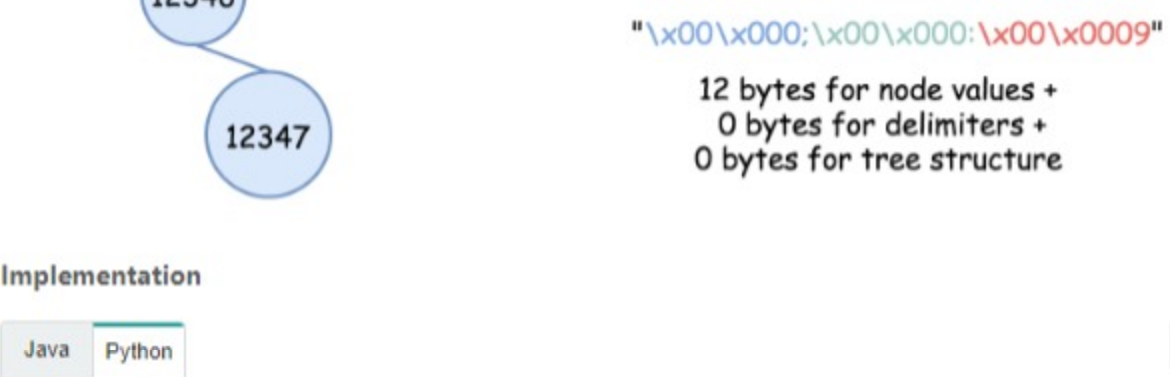 "\x00\x000;\x00\x000:\x00\x0009"
12 bytes for node values +
0 bytes for delimiters +
0 bytes for tree structure
12347
Implementation
Java
Python